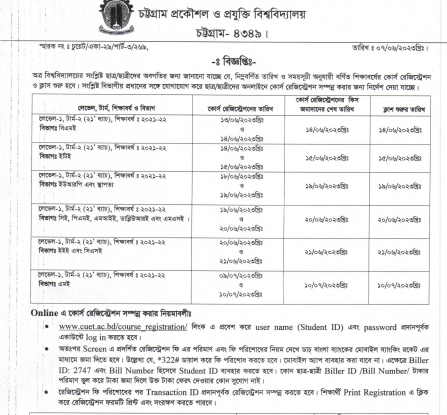 চট্টগ্রাম প্রকৌশল ও প্রযুক্তি বিশ্ববিদ্যালয়
চট্টগ্রাম- ৪৩৪৯।
স্মারক নং : চুয়েট/একা-২৯/পার্ট-৩/২৬৯, তারিখ : ০৭/০৬/২০২৩খ্রিঃ
-ঃ বিজ্ঞপ্তিঃ-
অত্র বিশ্ববিদ্যালয়ের সংশ্লিষ্ট ছাত্র/ছাত্রীদের অবগতির জন্য জানানো যাচ্ছে যে, নিম্নবর্ণিত তারিখ ও সময়সূচী অনুযায়ী বর্ণিত শিক্ষাবর্ষের কোর্স রেজিস্ট্রেশন
ও ক্লাস শুরু হবে। সংশ্লিষ্ট বিভাগীয় প্রধানের সঙ্গে যোগাযোগ করে ছাত্র/ছাত্রীদের অনলাইনে কোর্স রেজিস্ট্রেশন সম্পন্ন করার জন্য নির্দেশ দেয়া যাচ্ছে।
লেভেল, টার্ম, শিক্ষাবর্ষ ও বিভাগ কোর্স রেজিস্ট্রেশনের তারিখ কোর্স রেজিস্ট্রেশনের ফিস জমাদানের শেষ তারিখ ক্লাস শুরুর তারিখ
লেভেল-১, টার্ম-২ (২১' ব্যাচ), শিক্ষাবর্ষ : ২০২১-২২ ১৩/০৬/২০২৩খ্রিঃ
বিভাগঃ বিএমই ও ১৪/০৬/২০২৩খ্রিঃ ১৪/০৬/২০২৩খ্রিঃ
১৪/০৬/২০২৩খ্রিঃ
লেভেল-১, টার্ম-২ (২১' ব্যাচ), শিক্ষাবর্ষ : ২০২১-২২ ১৪/০৬/২০২৩খ্রিঃ
বিভাগঃ ইটিই ও ১৫/০৬/২০২৩খ্রিঃ ১৫/০৬/২০২৩খ্রিঃ
১৫/০৬/২০২৩খ্রিঃ
লেভেল-১, টার্ম-২ (২১' ব্যাচ), শিক্ষাবর্ষ : ২০২১-২২ ১৮/০৬/২০২৩খ্রিঃ
বিভাগঃ ইউআরপি এবং স্থাপত্য ও ১৯/০৬/২০২৩খ্রিঃ ১৯/০৬/২০২৩খ্রিঃ
১৯/০৬/২০২৩খ্রিঃ
লেভেল-১, টার্ম-২ (২১' ব্যাচ), শিক্ষাবর্ষ : ২০২১-২২ ১৯/০৬/২০২৩খ্রিঃ
বিভাগঃ সিই, পিএমই, এমআইই, ডাব্লিউআরই এবং এমএসই। ও ২০/০৬/২০২৩খ্রিঃ ২০/০৬/২০২৩খ্রিঃ
২০/০৬/২০২৩খ্রিঃ
লেভেল-১, টার্ম-২ (২১' ব্যাচ), শিক্ষাবর্ষ : ২০২১-২২ ২০/০৬/২০২৩খ্রিঃ
বিভাগঃ ইইই এবং সিএসই ও ২১/০৬/২০২৩খ্রিঃ ২১/০৬/২০২৩খ্রিঃ
২১/০৬/২০২৩খ্রিঃ
লেভেল-১, টার্ম-২ (২১' ব্যাচ), শিক্ষাবর্ষ : ২০২১-২২ ০৯/০৭/২০২৩খ্রিঃ
বিভাগঃ এমই ও ১০/০৭/২০২৩খ্রিঃ ১০/০৭/২০২৩খ্রিঃ
১০/০৭/২০২৩খ্রিঃ
Online এ কোর্স রেজিস্ট্রেশন সম্পন্ন করার নিয়মাবলীঃ
• www.cuet.ac.bd/course_registration/ লিংক এ প্রবেশ করে user name (Student ID) এবং password প্রদানপূর্বক
একাউন্টে log in করতে হবে।
• অতঃপর Screen এ প্রদর্শিত রেজিস্ট্রেশন ফি এর পরিমাণ এবং ফি পরিশোধের নিয়ম দেখে ডাচ্ বাংলা ব্যাংকের মোবাইল ব্যাংকিং রকেট এর
মাধ্যমে জমা দিতে হবে। উল্লেখ্য যে, *322# ডায়াল করে ফি পরিশোধ করতে হবে। মোবাইল অ্যাপ ব্যবহার করা যাবে না। এক্ষেত্রে Biller
ID: 2747 এবং Bill Number হিসেবে Student ID ব্যবহার করতে হবে। কোন ছাত্র-ছাত্রী Biller ID /Bill Number/ টাকার
পরিমাণ ভুল করে টাকা জমা দিলে উক্ত টাকা ফেরৎ দেওয়ার কোন সুযোগ নাই।
• রেজিস্ট্রেশন ফি পরিশোধের পর Transaction ID প্রদানপূর্বক রেজিস্ট্রেশন সম্পন্ন করতে হবে। শিক্ষার্থী Print Registration এ ক্লিক
করে রেজিস্ট্রেশন ফরমটি প্রিন্ট এবং সংরক্ষণ করতে পারবে।